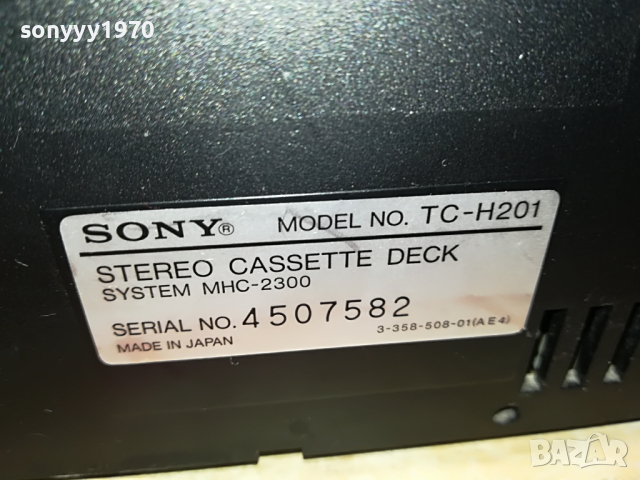 sonyyy1970
SONY® MODEL NO. TC-H201
STEREO CASSETTE DECK
SYSTEM MHC-2300
SERIAL NO. 4507582
3-358-508-01(AE4)
MADE IN JAPAN
BAZAR